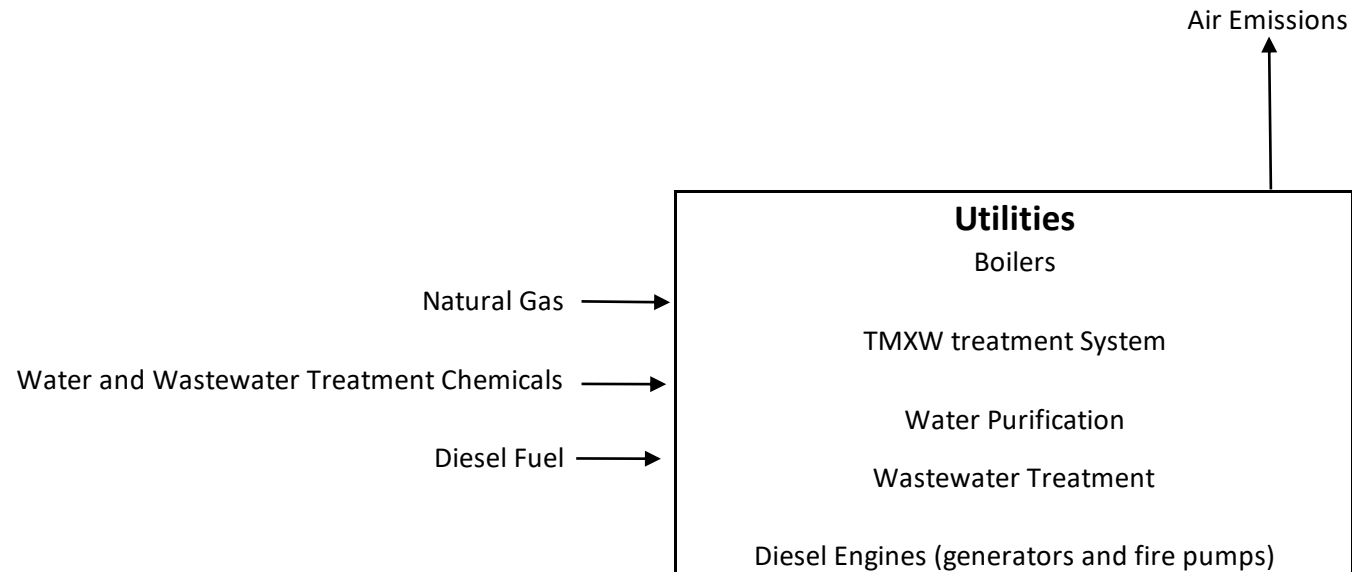 Air Emissions
Utilities
Boilers
Natural Gas
TMXW treatment System
Water and Wastewater Treatment Chemicals
Water Purification
Diesel Fuel
Wastewater Treatment
Diesel Engines (generators and fire pumps)